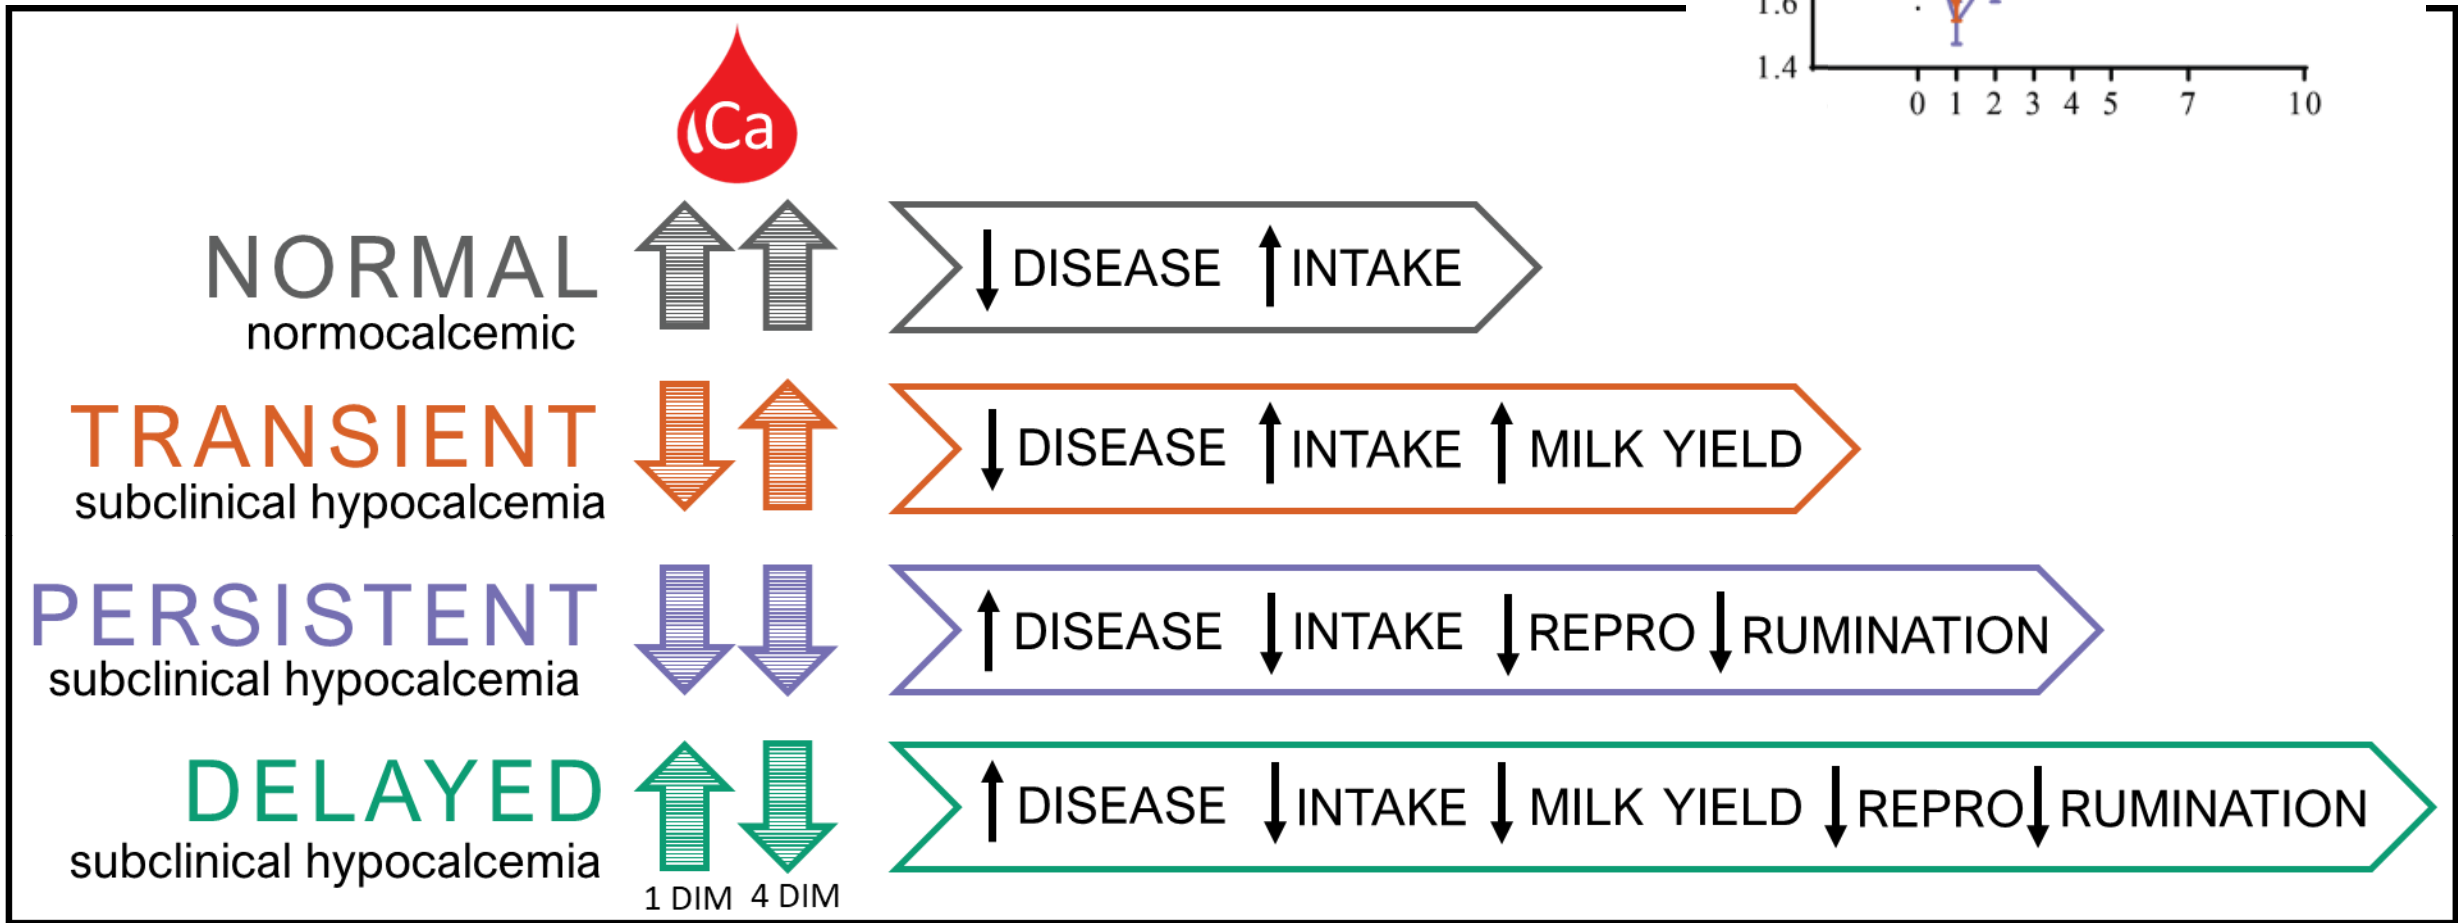 1.6
1.4
0 1 2 3 4 5 7 10
Ca
NORMAL
normocalcemic
DISEASE INTAKE
TRANSIENT
subclinical hypocalcemia
DISEASE INTAKE MILK YIELD
PERSISTENT
subclinical hypocalcemia
DISEASE INTAKE REPRO RUMINATION
DELAYED
subclinical hypocalcemia
DISEASE INTAKE MILK YIELD REPRO RUMINATION
1 DIM 4 DIM